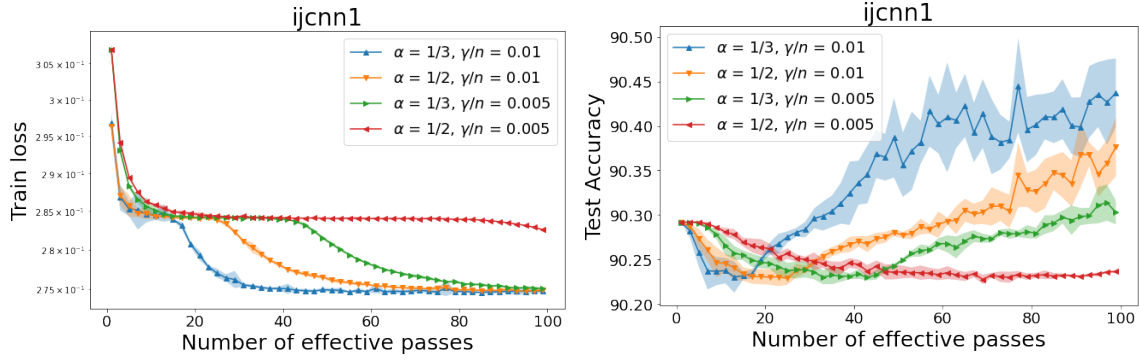 ijcnn1
Train loss
3.05 × 10⁻¹
3 × 10⁻¹
2.95 × 10⁻¹
2.9 × 10⁻¹
2.85 × 10⁻¹
2.8 × 10⁻¹
2.75 × 10⁻¹
α = 1/3, γ/n = 0.01
α = 1/2, γ/n = 0.01
α = 1/3, γ/n = 0.005
α = 1/2, γ/n = 0.005
0 20 40 60 80 100
Number of effective passes
ijcnn1
Test Accuracy
90.50
90.45
90.40
90.35
90.30
90.25
90.20
α = 1/3, γ/n = 0.01
α = 1/2, γ/n = 0.01
α = 1/3, γ/n = 0.005
α = 1/2, γ/n = 0.005
0 20 40 60 80 100
Number of effective passes